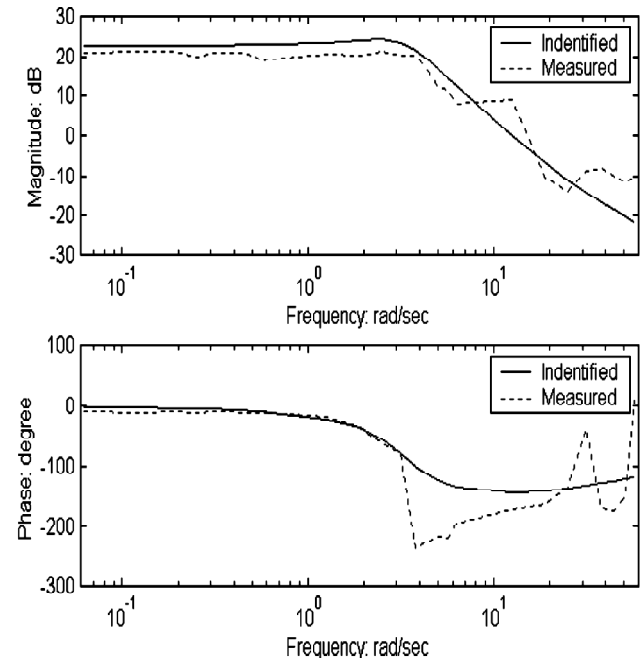 30
20
10
0
-10
-20
-30
Magnitude: dB
Indentified
Measured
10^-1
10^0
10^1
Frequency: rad/sec
100
0
-100
-200
-300
Phase: degree
Indentified
Measured
10^-1
10^0
10^1
Frequency: rad/sec